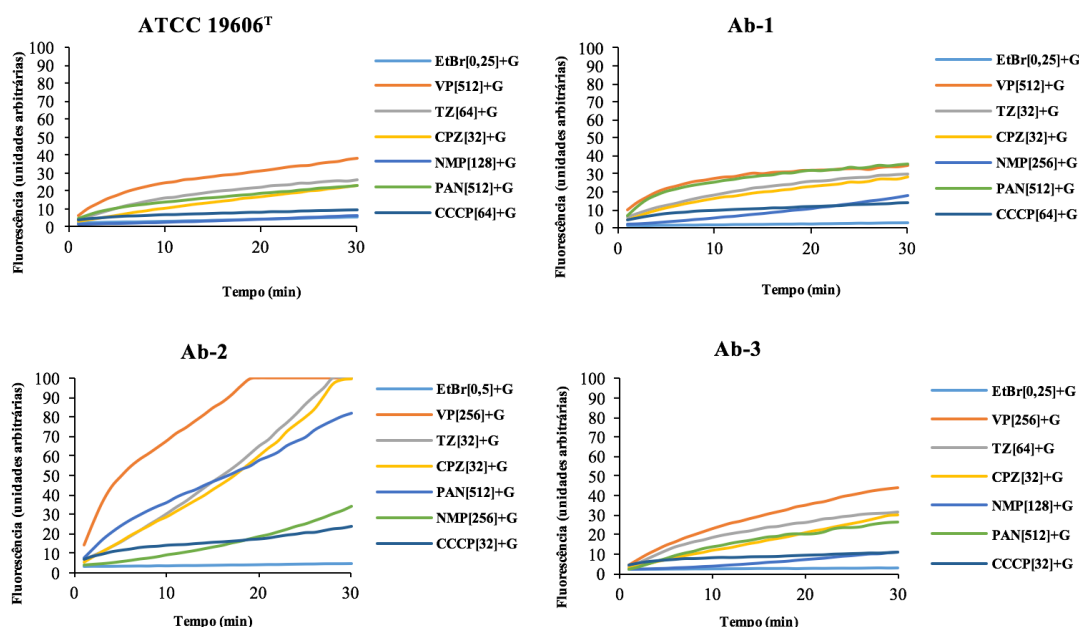 ATCC 19606ᵀ
Fluorescência (unidades arbitrárias)
100
90
80
70
60
50
40
30
20
10
0
0
10
20
30
Tempo (min)
EtBr[0,25]+G
VP[512]+G
TZ[64]+G
CPZ[32]+G
NMP[128]+G
PAN[512]+G
CCCP[64]+G
Ab-1
Fluorescência (unidades arbitrárias)
100
90
80
70
60
50
40
30
20
10
0
0
10
20
30
Tempo (min)
EtBr[0,25]+G
VP[512]+G
TZ[32]+G
CPZ[32]+G
NMP[256]+G
PAN[512]+G
CCCP[64]+G
Ab-2
Fluorescência (unidades arbitrárias)
100
90
80
70
60
50
40
30
20
10
0
0
10
20
30
Tempo (min)
EtBr[0,5]+G
VP[256]+G
TZ[32]+G
CPZ[32]+G
PAN[512]+G
NMP[256]+G
CCCP[32]+G
Ab-3
Fluorescência (unidades arbitrárias)
100
90
80
70
60
50
40
30
20
10
0
0
10
20
30
Tempo (min)
EtBr[0,25]+G
VP[256]+G
TZ[64]+G
CPZ[32]+G
NMP[128]+G
PAN[512]+G
CCCP[32]+G